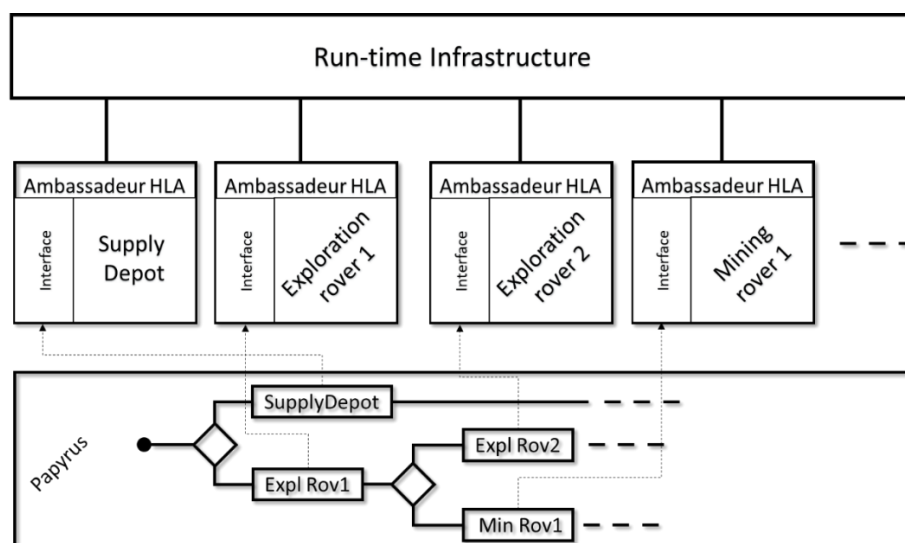 Run-time Infrastructure
Ambassadeur HLA
Interface
Supply
Depot
Ambassadeur HLA
Interface
Exploration
rover 1
Ambassadeur HLA
Interface
Exploration
rover 2
Ambassadeur HLA
Interface
Mining
rover 1
Papyrus
SupplyDepot
Expl Rov1
Expl Rov2
Min Rov1